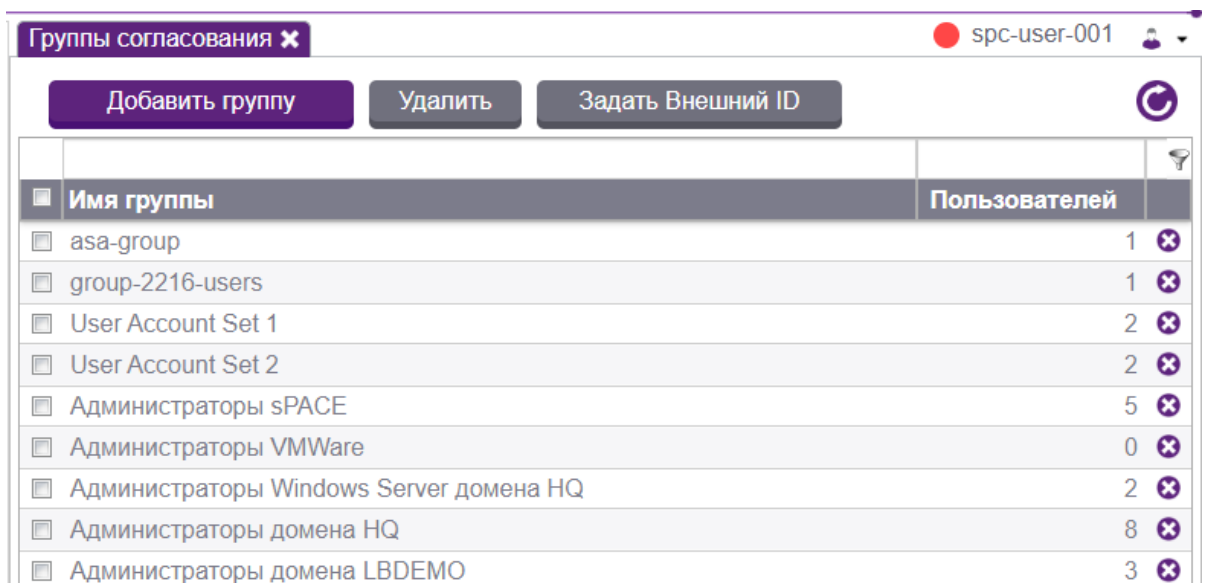 Группы согласования
spc-user-001
Добавить группу Удалить Задать Внешний ID
Имя группы Пользователей
asa-group 1
group-2216-users 1
User Account Set 1 2
User Account Set 2 2
Администраторы sPACE 5
Администраторы VMWare 0
Администраторы Windows Server домена HQ 2
Администраторы домена HQ 8
Администраторы домена LBDEMO 3